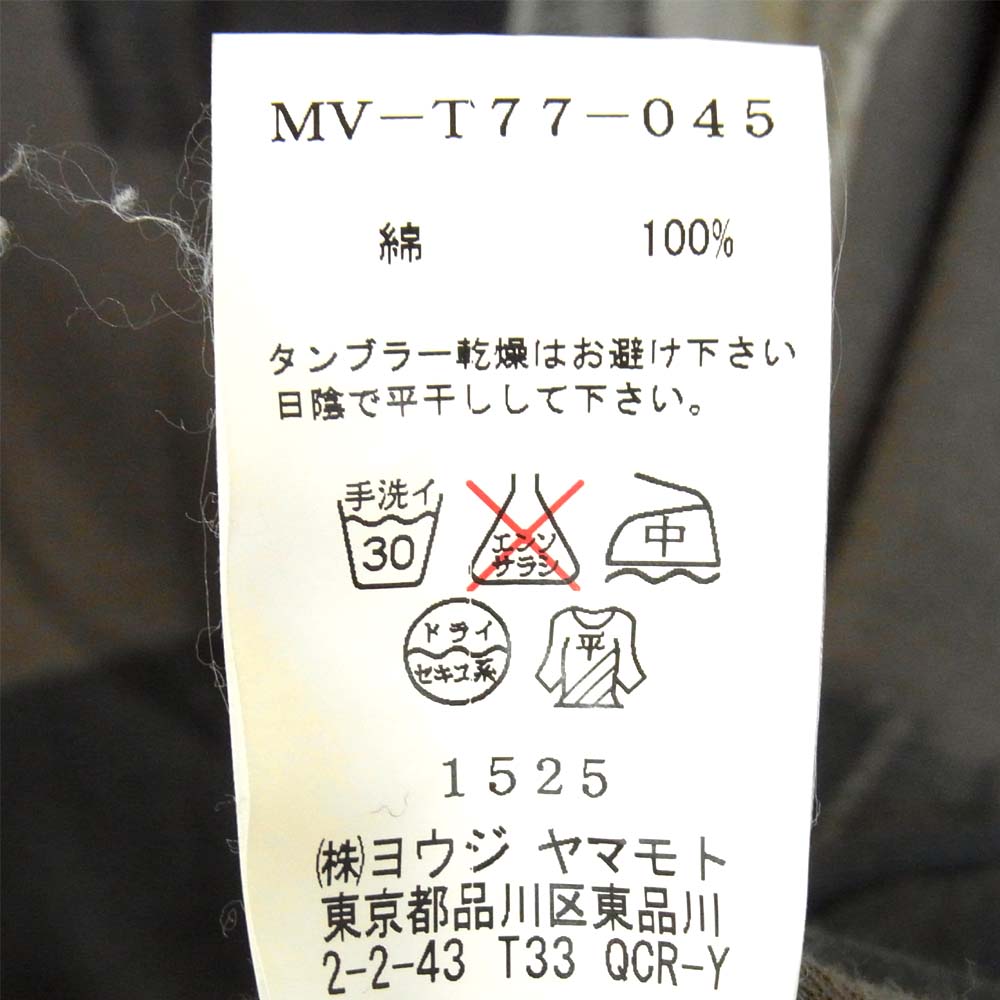 MV-T77-045
綿 100%
タンブラー乾燥はお避け下さい
日陰で平干しして下さい。
手洗イ
30
エンソ
サラシ
中
ドライ
セキユ系
平
1525
㈱ヨウジ ヤマモト
東京都品川区東品川
2-2-43 T33 QCR-Y